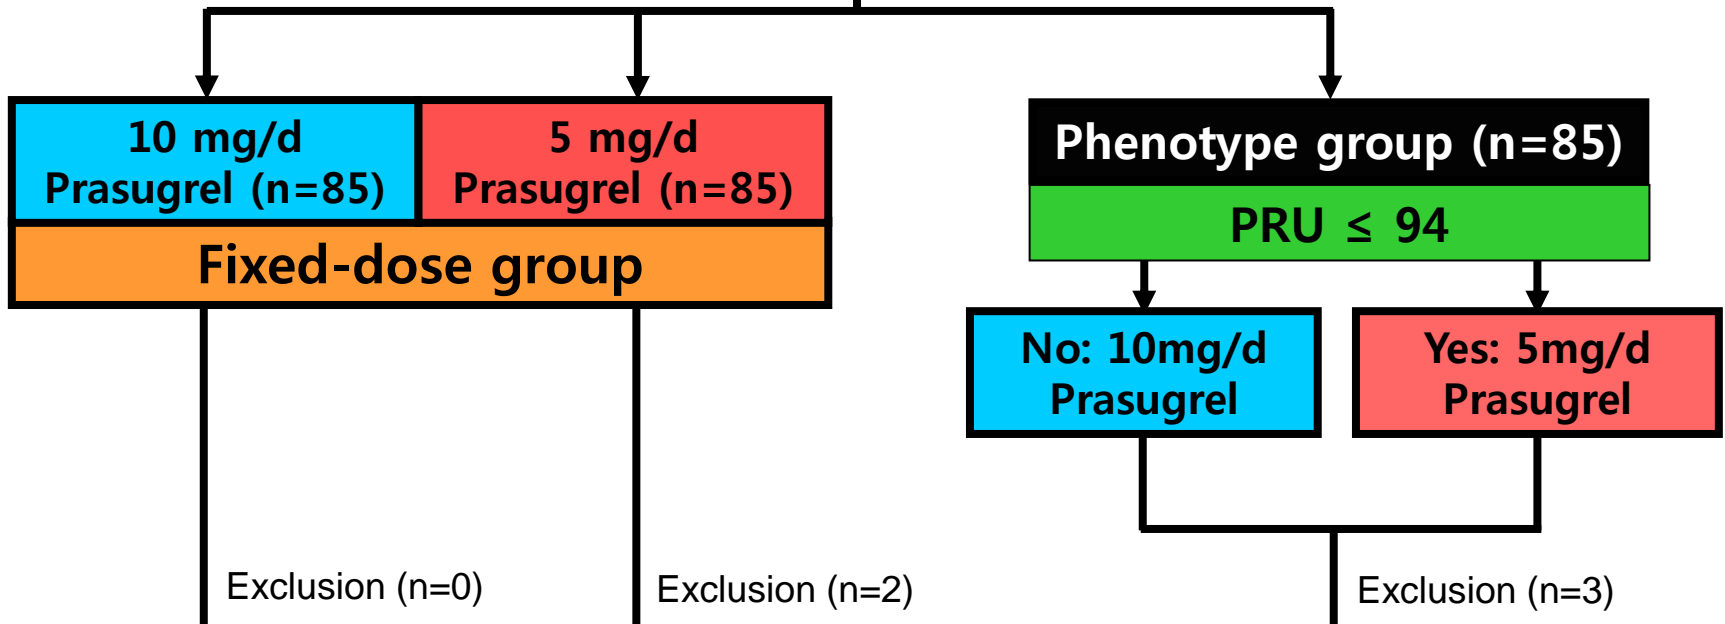 10 mg/d
Prasugrel (n=85)
5 mg/d
Prasugrel (n=85)
Fixed-dose group
Phenotype group (n=85)
PRU ≤ 94
No: 10mg/d
Prasugrel
Yes: 5mg/d
Prasugrel
Exclusion (n=0)
Exclusion (n=2)
Exclusion (n=3)